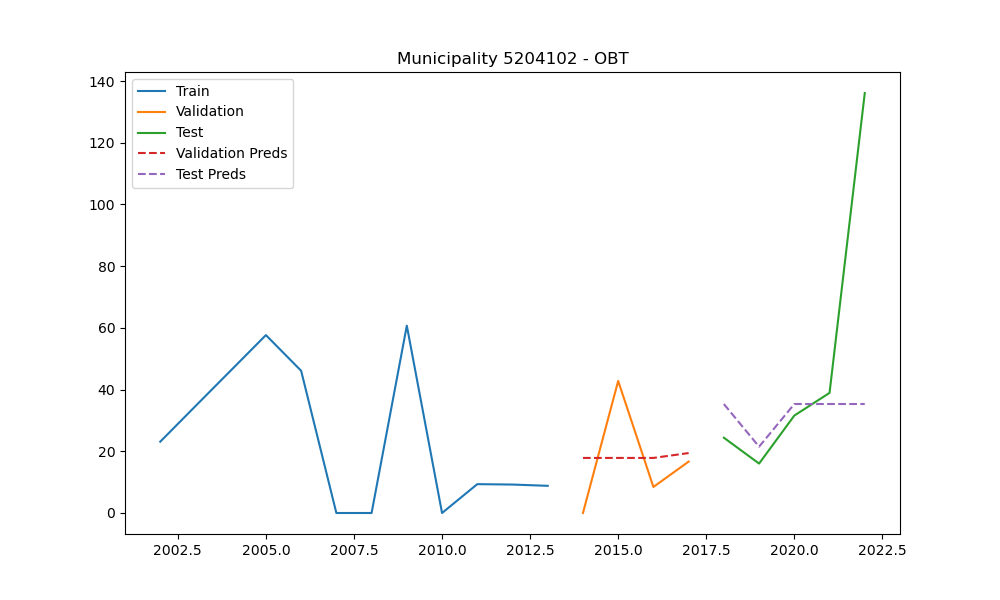 Municipality 5204102 - OBT
Train
Validation
Test
Validation Preds
Test Preds
140
120
100
80
60
40
20
0
2002.5 2005.0 2007.5 2010.0 2012.5 2015.0 2017.5 2020.0 2022.5